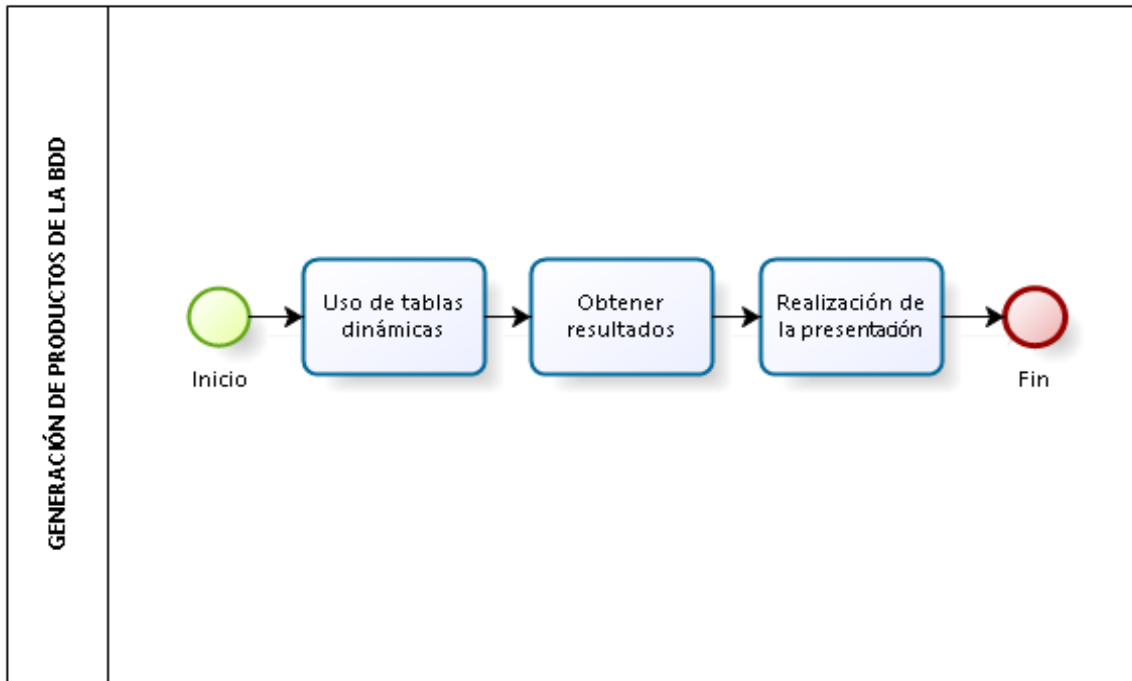 GENERACIÓN DE PRODUCTOS DE LA BDD
Inicio
Uso de tablas
dinámicas
Obtener
resultados
Realización de
la presentación
Fin